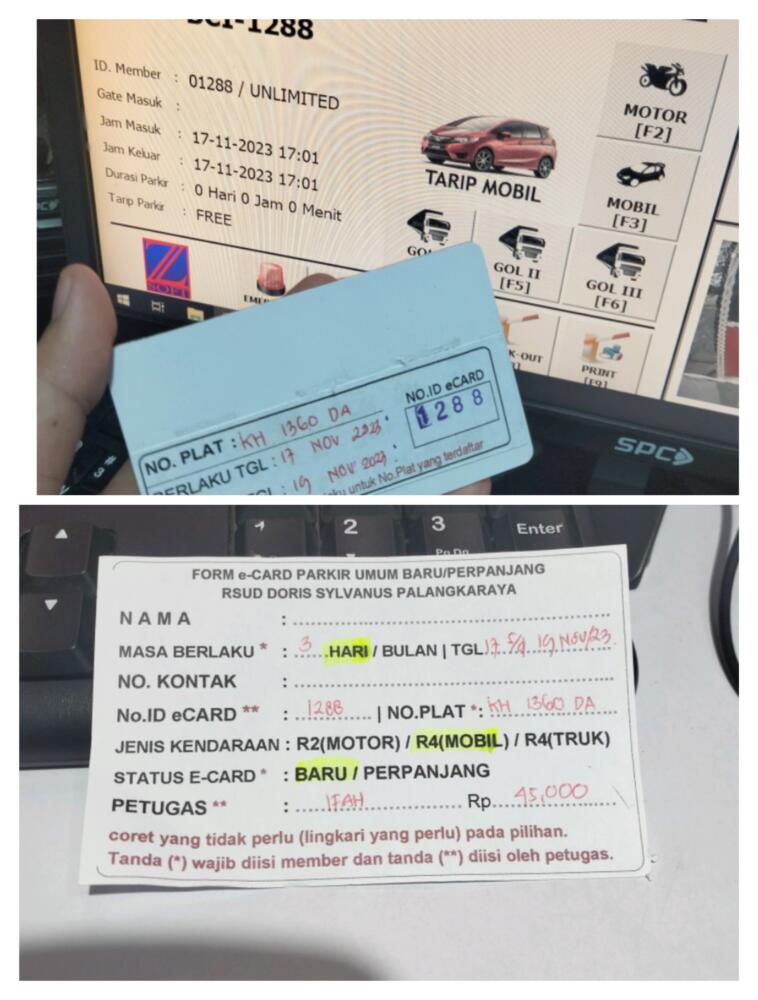 SCI-1288
ID. Member : 01288 / UNLIMITED
Gate Masuk :
Jam Masuk : 17-11-2023 17:01
Jam Keluar : 17-11-2023 17:01
Durasi Parkir : 0 Hari 0 Jam 0 Menit
Tarip Parkir : FREE
TARIP MOBIL
MOTOR
[F2]
MOBIL
[F3]
GOL II
[F5]
GOL III
[F6]
PRINT
[F9]
Z
SOFT
SPC
NO. PLAT : KH 1360 DA
BERLAKU TGL : 17 NOV 2023.
: 19 NOV 2023.
untuk No.Plat yang terdaftar
NO.ID eCARD
1288
SPC
2
3
Pg Dn
Enter
FORM e-CARD PARKIR UMUM BARU/PERPANJANG
RSUD DORIS SYLVANUS PALANGKARAYA
NAMA :
MASA BERLAKU * : 3 HARI / BULAN | TGL 17 S/d 19 NOV/23
NO. KONTAK :
No.ID eCARD ** : 1288 | NO.PLAT *: KH 1360 DA
JENIS KENDARAAN : R2(MOTOR) / R4(MOBIL) / R4(TRUK)
STATUS E-CARD * : BARU / PERPANJANG
PETUGAS ** : IFAH Rp. 45,000
coret yang tidak perlu (lingkari yang perlu) pada pilihan.
Tanda (*) wajib diisi member dan tanda (**) diisi oleh petugas.